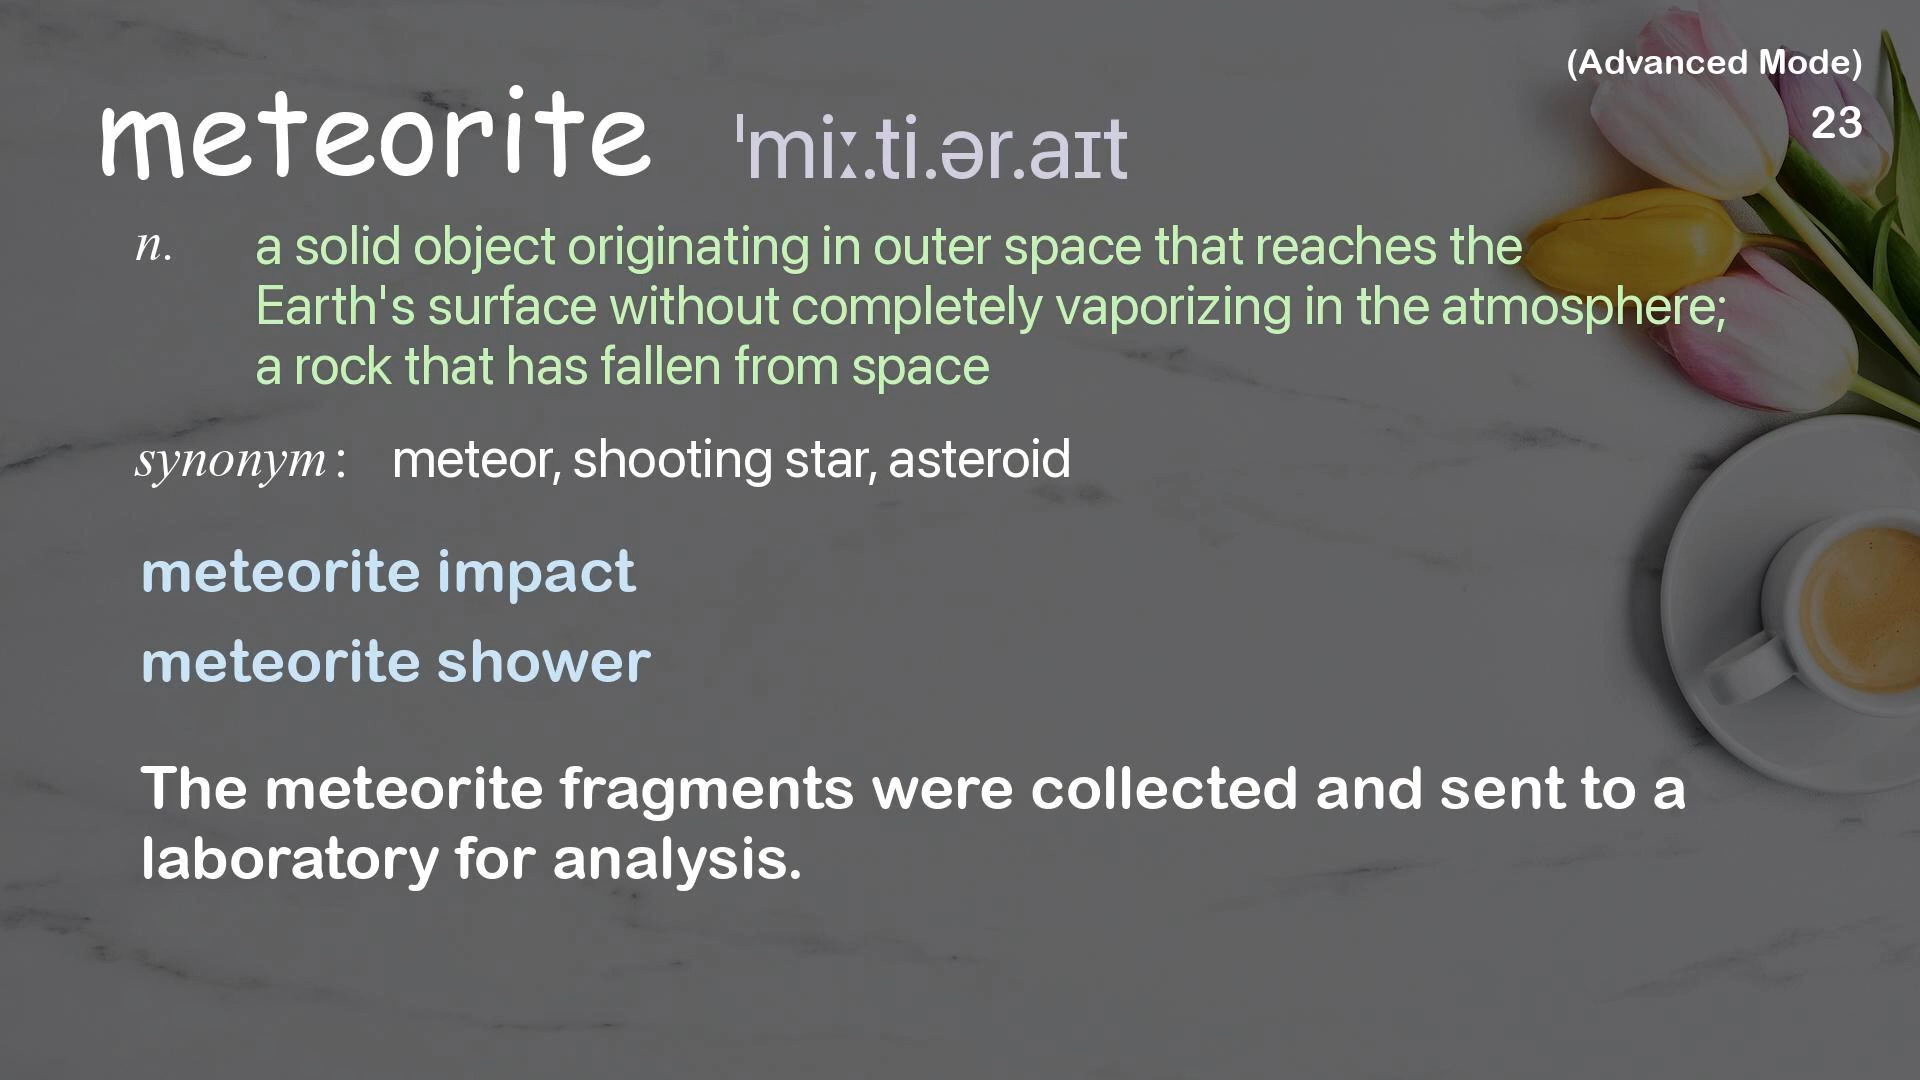 (Advanced Mode)
23
meteorite ˈmiː.ti.ər.aɪt
n. a solid object originating in outer space that reaches the
Earth's surface without completely vaporizing in the atmosphere;
a rock that has fallen from space
synonym: meteor, shooting star, asteroid
meteorite impact
meteorite shower
The meteorite fragments were collected and sent to a
laboratory for analysis.